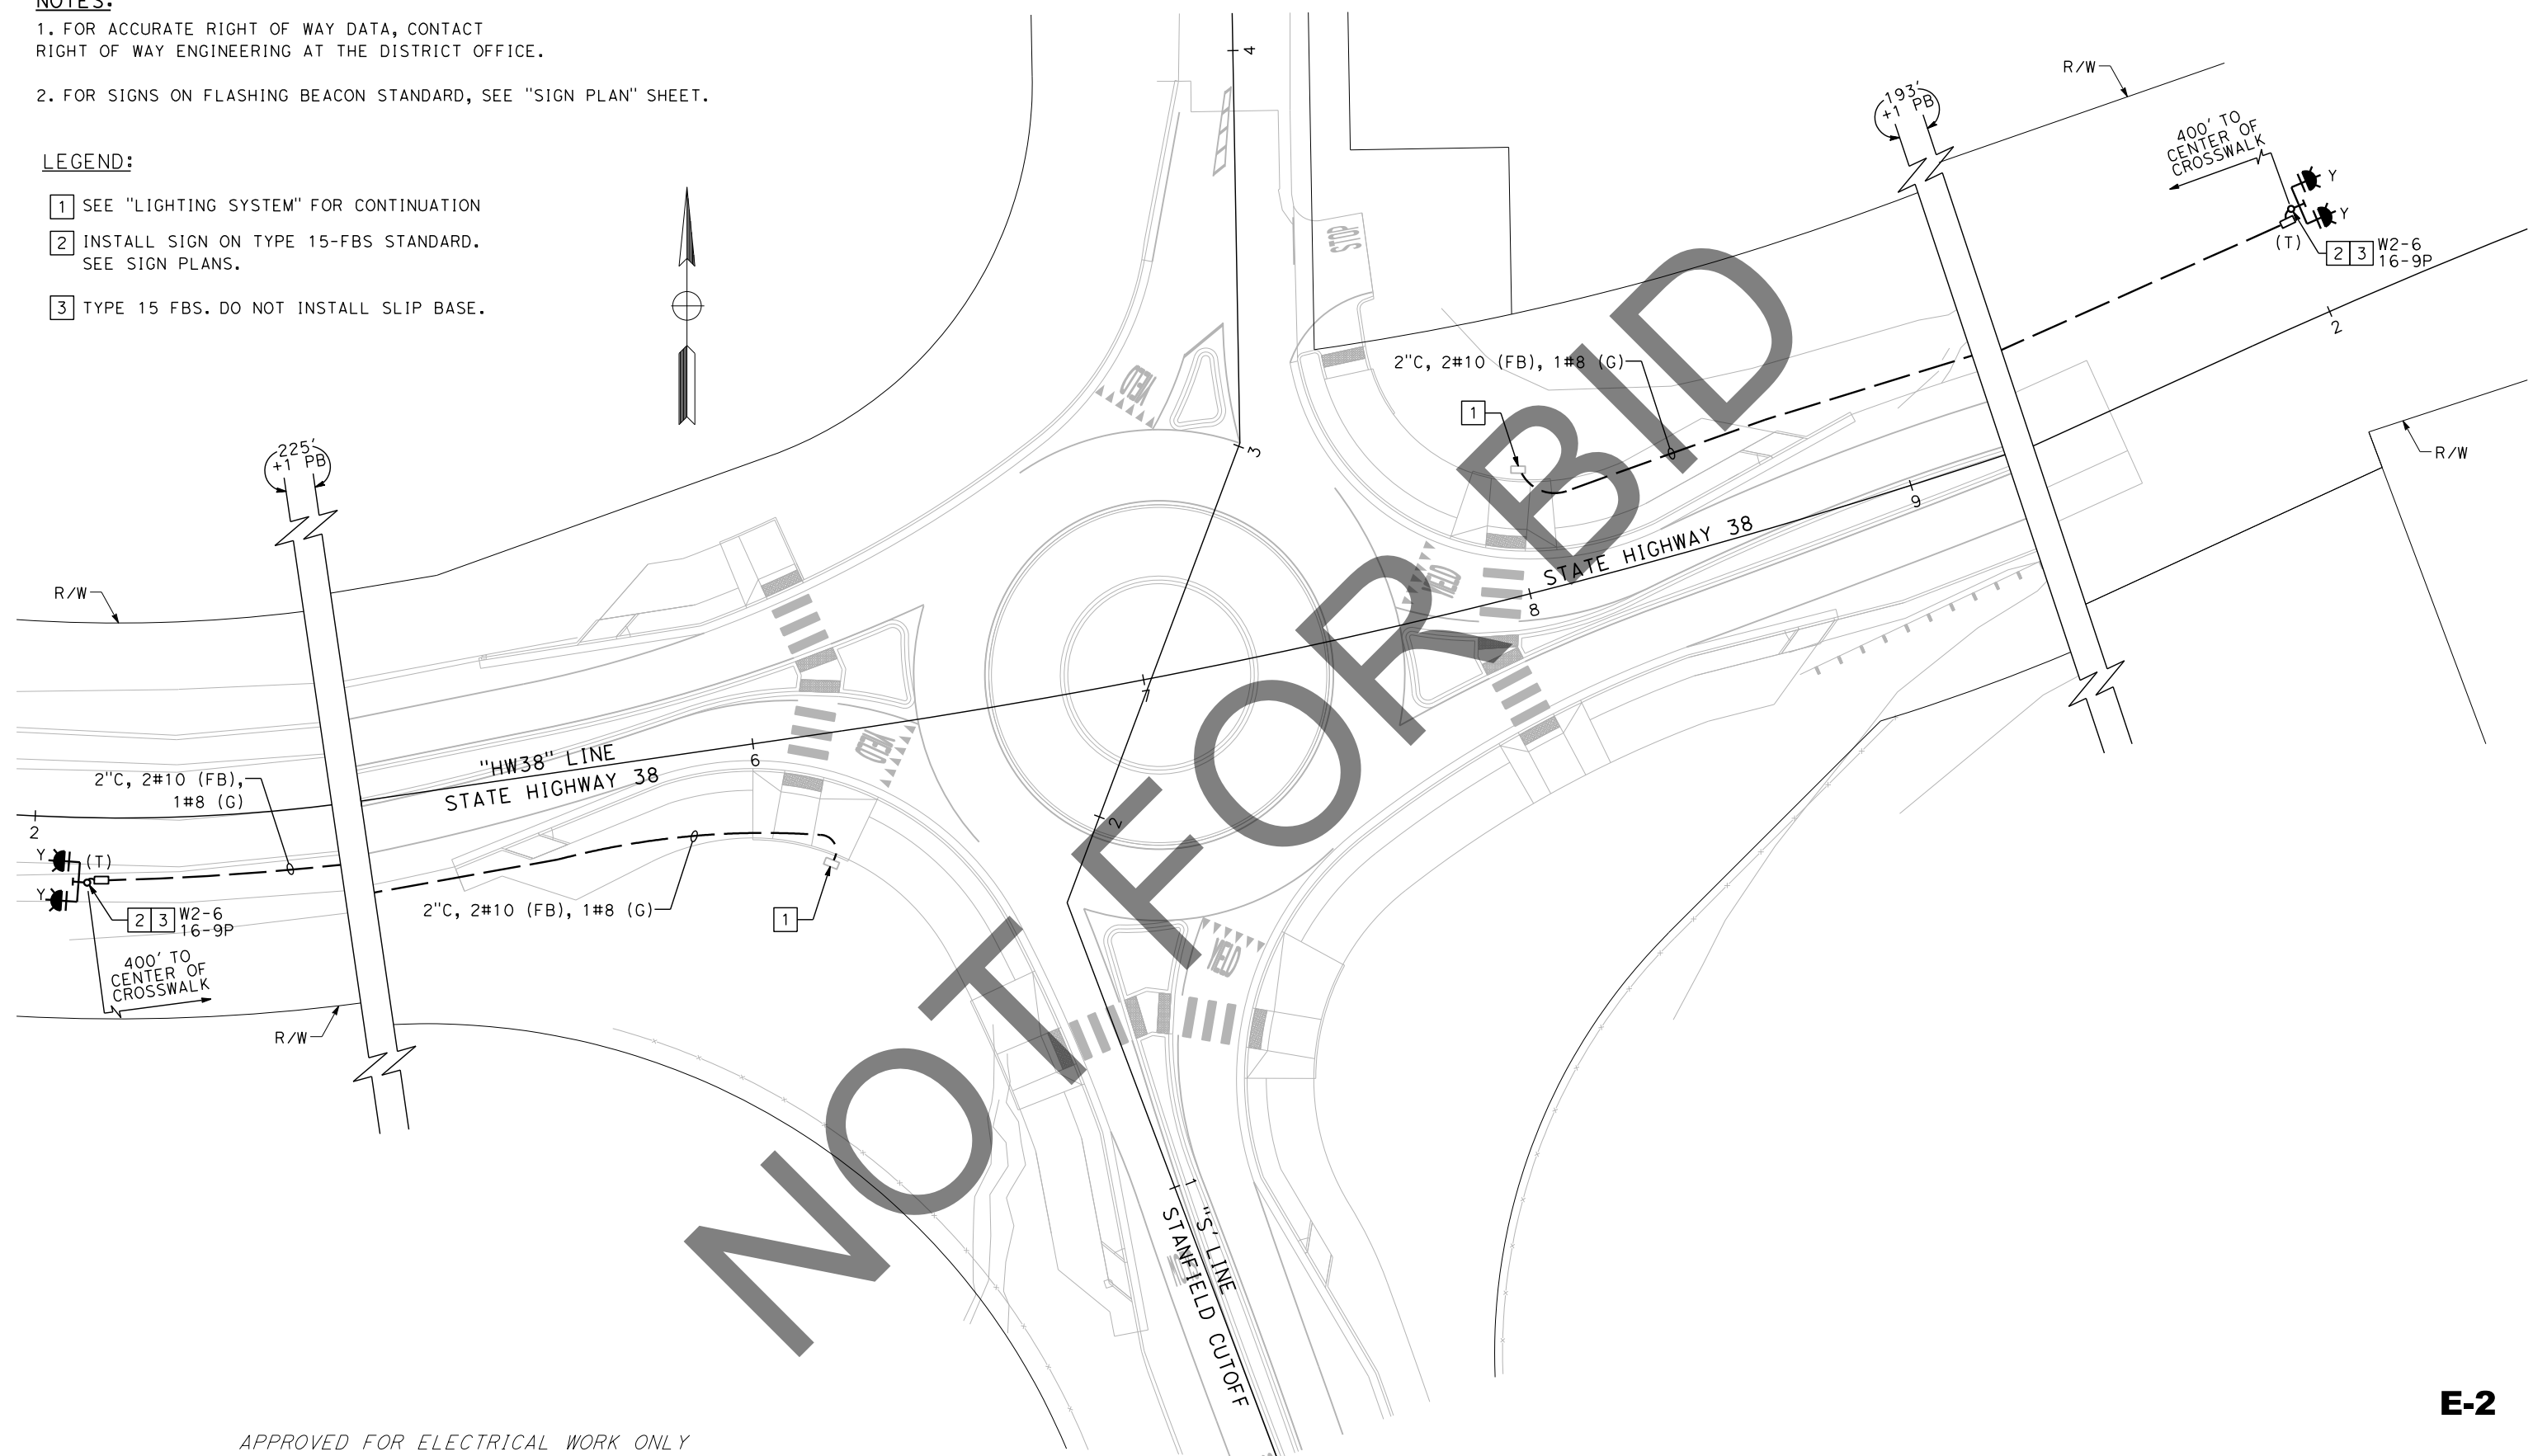 NOTES:
1. FOR ACCURATE RIGHT OF WAY DATA, CONTACT
RIGHT OF WAY ENGINEERING AT THE DISTRICT OFFICE.
2. FOR SIGNS ON FLASHING BEACON STANDARD, SEE "SIGN PLAN" SHEET.
LEGEND:
1 SEE "LIGHTING SYSTEM" FOR CONTINUATION
2 INSTALL SIGN ON TYPE 15-FBS STANDARD.
SEE SIGN PLANS.
3 TYPE 15 FBS. DO NOT INSTALL SLIP BASE.
4
R/W
193'
+1 PB
400' TO
CENTER OF
CROSSWALK
Y
Y
(T)
2 3 W2-6
16-9P
2
R/W
STOP
YIELD
3
2"C, 2#10 (FB), 1#8 (G)
1
9
STATE HIGHWAY 38
8
YIELD
225'
+1 PB
R/W
7
6
"HW38" LINE
STATE HIGHWAY 38
YIELD
2"C, 2#10 (FB),
1#8 (G)
2
Y
(T)
Y
2 3 W2-6
16-9P
400' TO
CENTER OF
CROSSWALK
R/W
2"C, 2#10 (FB), 1#8 (G)
1
2
YIELD
1
"S' LINE
STANFIELD CUTOFF
NOT FOR BID
E-2
APPROVED FOR ELECTRICAL WORK ONLY